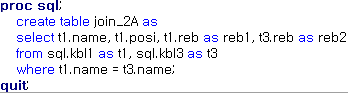 proc sql;
create table join_2A as
select t1.name, t1.posi, t1.reb as reb1, t3.reb as reb2
from sql.kbl1 as t1, sql.kbl3 as t3
where t1.name = t3.name;
quit;